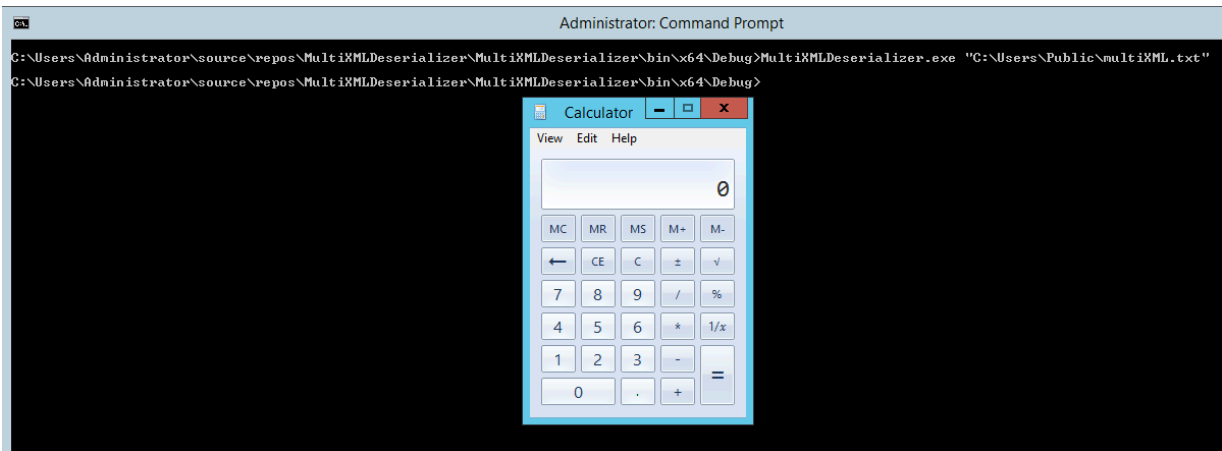 C:\.
Administrator: Command Prompt
C:\Users\Administrator\source\repos\MultiXMLDeserializer\MultiXMLDeserializer\bin\x64\Debug>MultiXMLDeserializer.exe "C:\Users\Public\multiXML.txt"
C:\Users\Administrator\source\repos\MultiXMLDeserializer\MultiXMLDeserializer\bin\x64\Debug>
Calculator
View Edit Help
0
MC MR MS M+ M-
← CE C ± √
7 8 9 / %
4 5 6 * 1/x
1 2 3 - =
0 . +